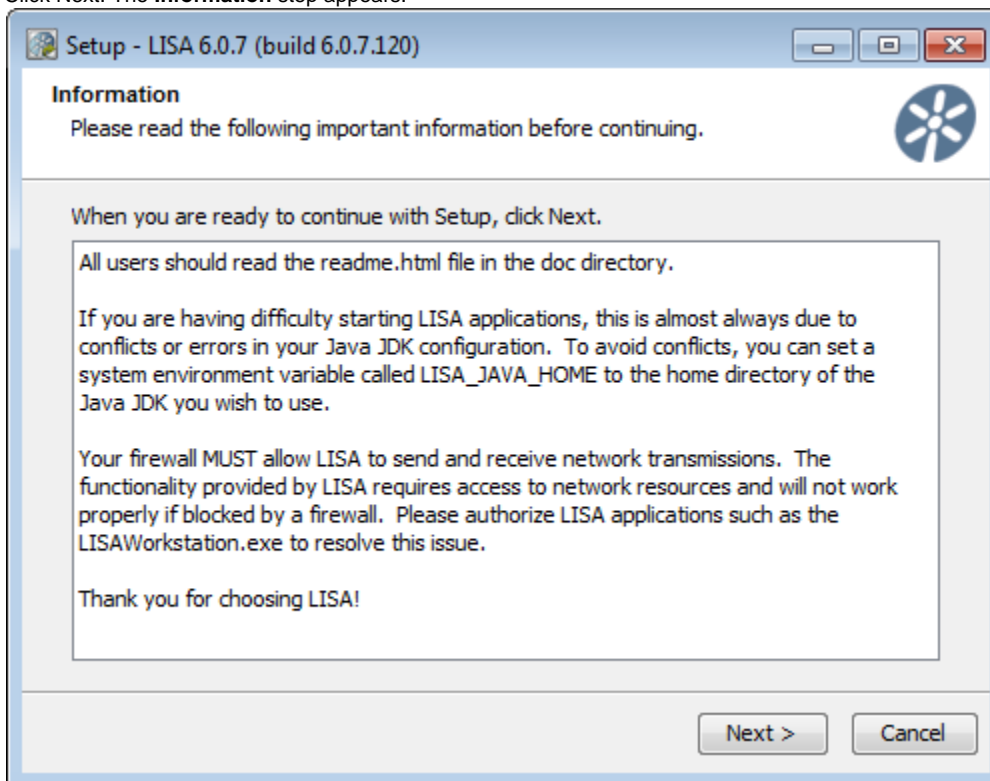 Click Next. The Information step appears.
Setup - LISA 6.0.7 (build 6.0.7.120)
Information
Please read the following important information before continuing.
When you are ready to continue with Setup, click Next.
All users should read the readme.html file in the doc directory.
If you are having difficulty starting LISA applications, this is almost always due to
conflicts or errors in your Java JDK configuration.  To avoid conflicts, you can set a
system environment variable called LISA_JAVA_HOME to the home directory of the
Java JDK you wish to use.
Your firewall MUST allow LISA to send and receive network transmissions.  The
functionality provided by LISA requires access to network resources and will not work
properly if blocked by a firewall.  Please authorize LISA applications such as the
LISAWorkstation.exe to resolve this issue.
Thank you for choosing LISA!
Next >
Cancel